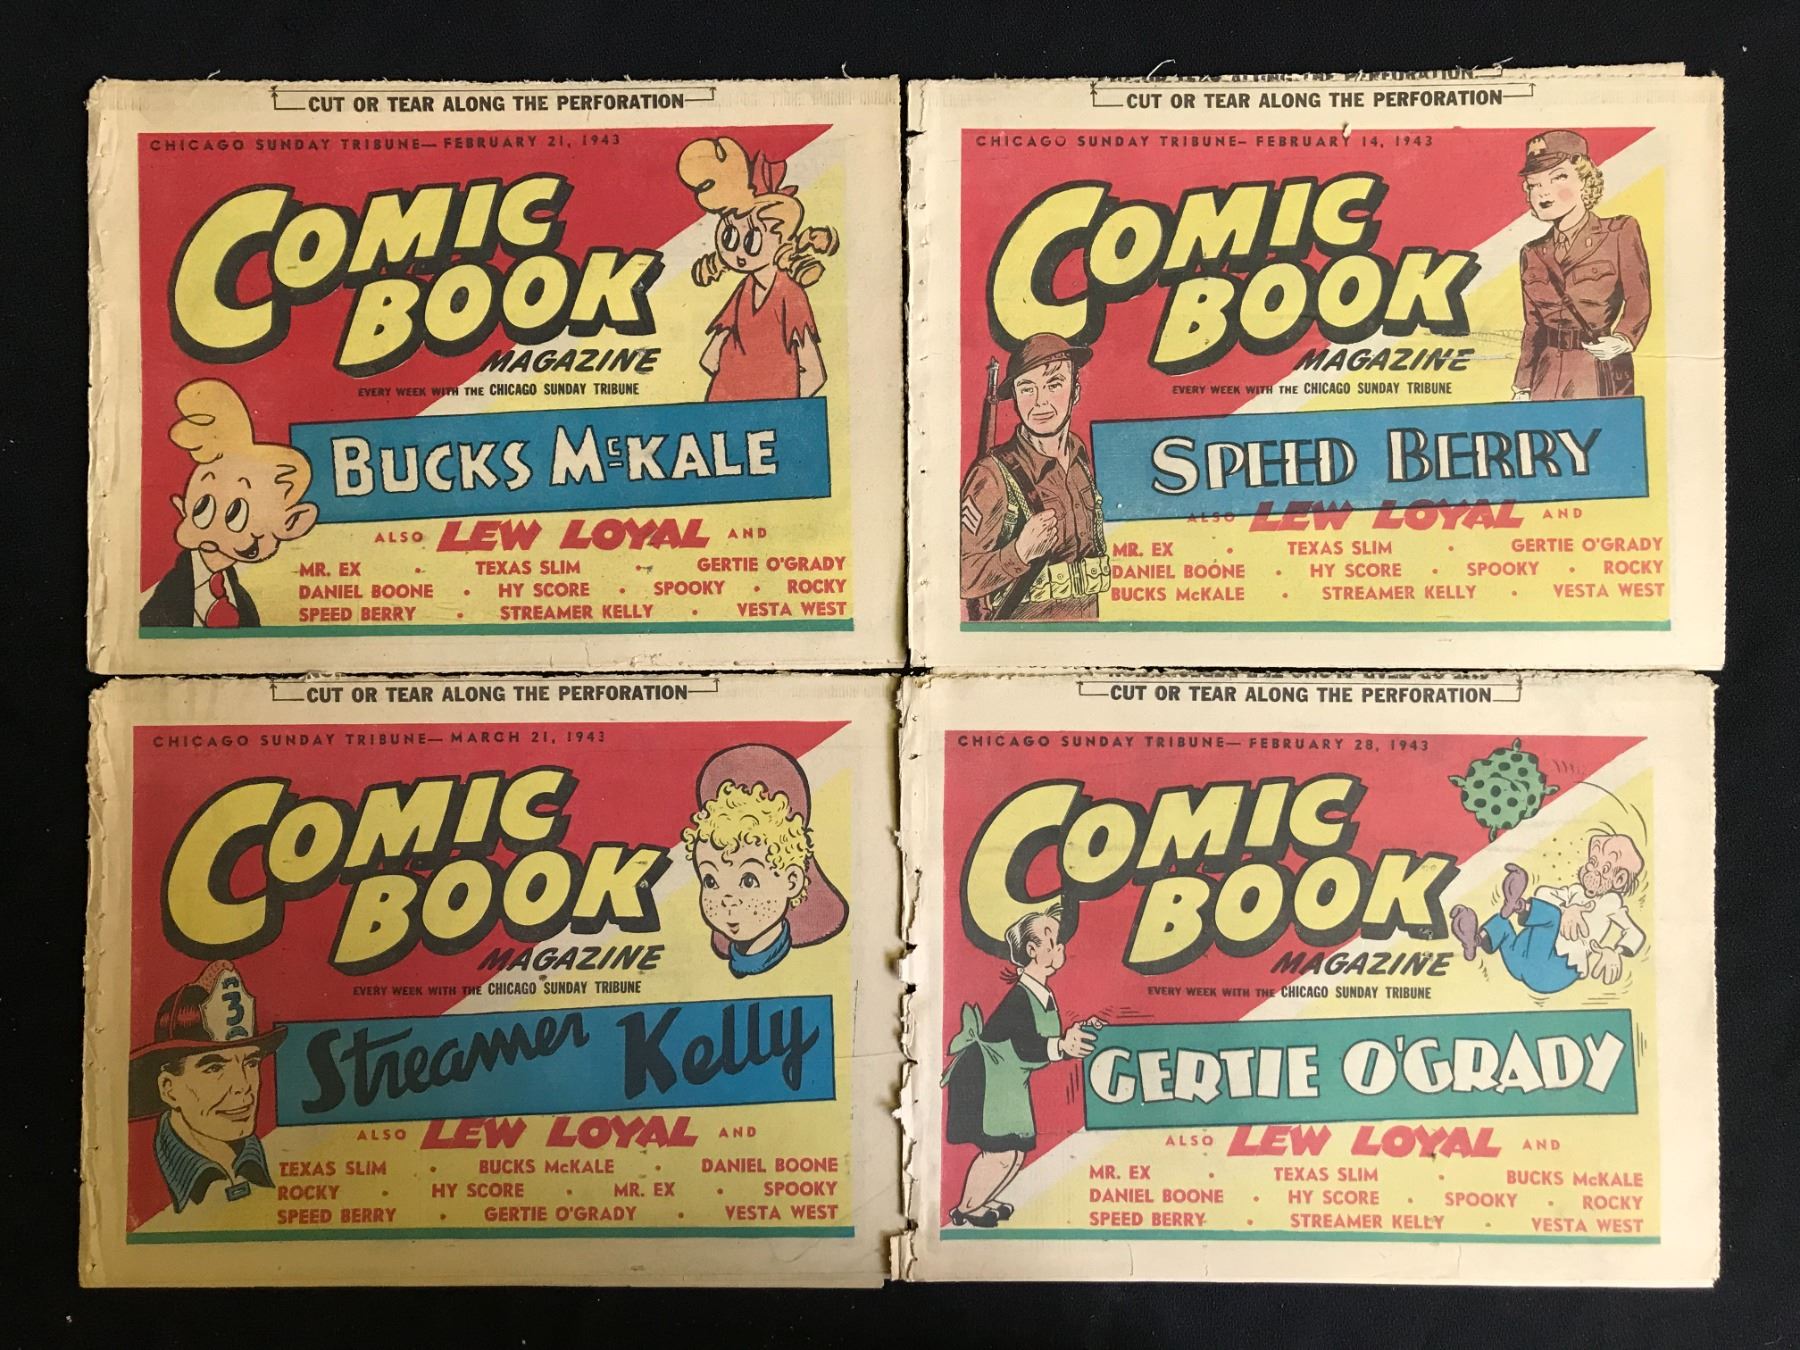 CUT OR TEAR ALONG THE PERFORATION
CHICAGO SUNDAY TRIBUNE— FEBRUARY 21, 1943
COMIC
BOOK
MAGAZINE
EVERY WEEK WITH THE CHICAGO SUNDAY TRIBUNE
BUCKS McKALE
ALSO LEW LOYAL AND
MR. EX • TEXAS SLIM • GERTIE O'GRADY
DANIEL BOONE • HY SCORE • SPOOKY • ROCKY
SPEED BERRY • STREAMER KELLY • VESTA WEST
ALONG THE PERFORATION
CUT OR TEAR ALONG THE PERFORATION
CHICAGO SUNDAY TRIBUNE— FEBRUARY 14, 1943
COMIC
BOOK
MAGAZINE
EVERY WEEK WITH THE CHICAGO SUNDAY TRIBUNE
U.S.
SPEED BERRY
ALSO LEW LOYAL AND
MR. EX • TEXAS SLIM • GERTIE O'GRADY
DANIEL BOONE • HY SCORE • SPOOKY • ROCKY
BUCKS McKALE • STREAMER KELLY • VESTA WEST
CUT OR TEAR ALONG THE PERFORATION
CHICAGO SUNDAY TRIBUNE— MARCH 21, 1943
COMIC
BOOK
MAGAZINE
EVERY WEEK WITH THE CHICAGO SUNDAY TRIBUNE
3
Streamer Kelly
ALSO LEW LOYAL AND
TEXAS SLIM • BUCKS McKALE • DANIEL BOONE
ROCKY • HY SCORE • MR. EX • SPOOKY
SPEED BERRY • GERTIE O'GRADY • VESTA WEST
CUT OR TEAR ALONG THE PERFORATION
CHICAGO SUNDAY TRIBUNE— FEBRUARY 28, 1943
COMIC
BOOK
MAGAZINE
EVERY WEEK WITH THE CHICAGO SUNDAY TRIBUNE
GERTIE O'GRADY
ALSO LEW LOYAL AND
MR. EX • TEXAS SLIM • BUCKS McKALE
DANIEL BOONE • HY SCORE • SPOOKY • ROCKY
SPEED BERRY • STREAMER KELLY • VESTA WEST